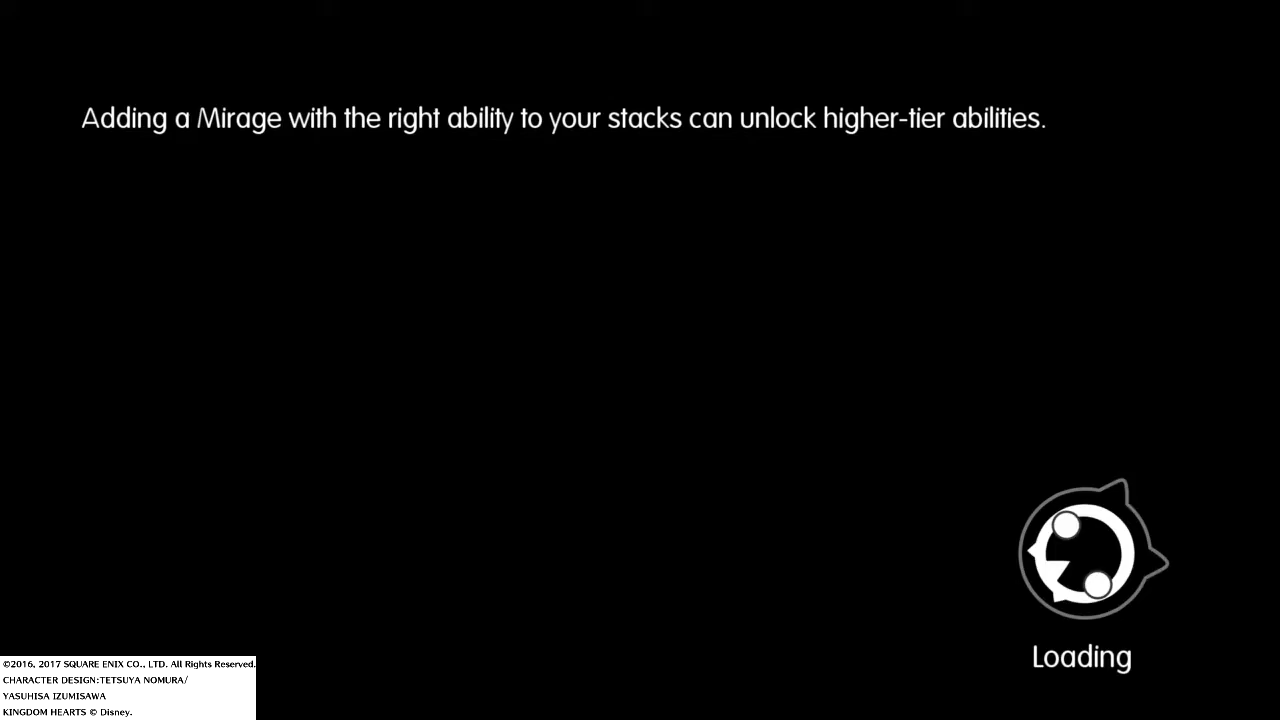 Adding a Mirage with the right ability to your stacks can unlock higher-tier abilities.
Loading
©2016, 2017 SQUARE ENIX CO., LTD. All Rights Reserved.
CHARACTER DESIGN:TETSUYA NOMURA/
YASUHISA IZUMISAWA
KINGDOM HEARTS © Disney.